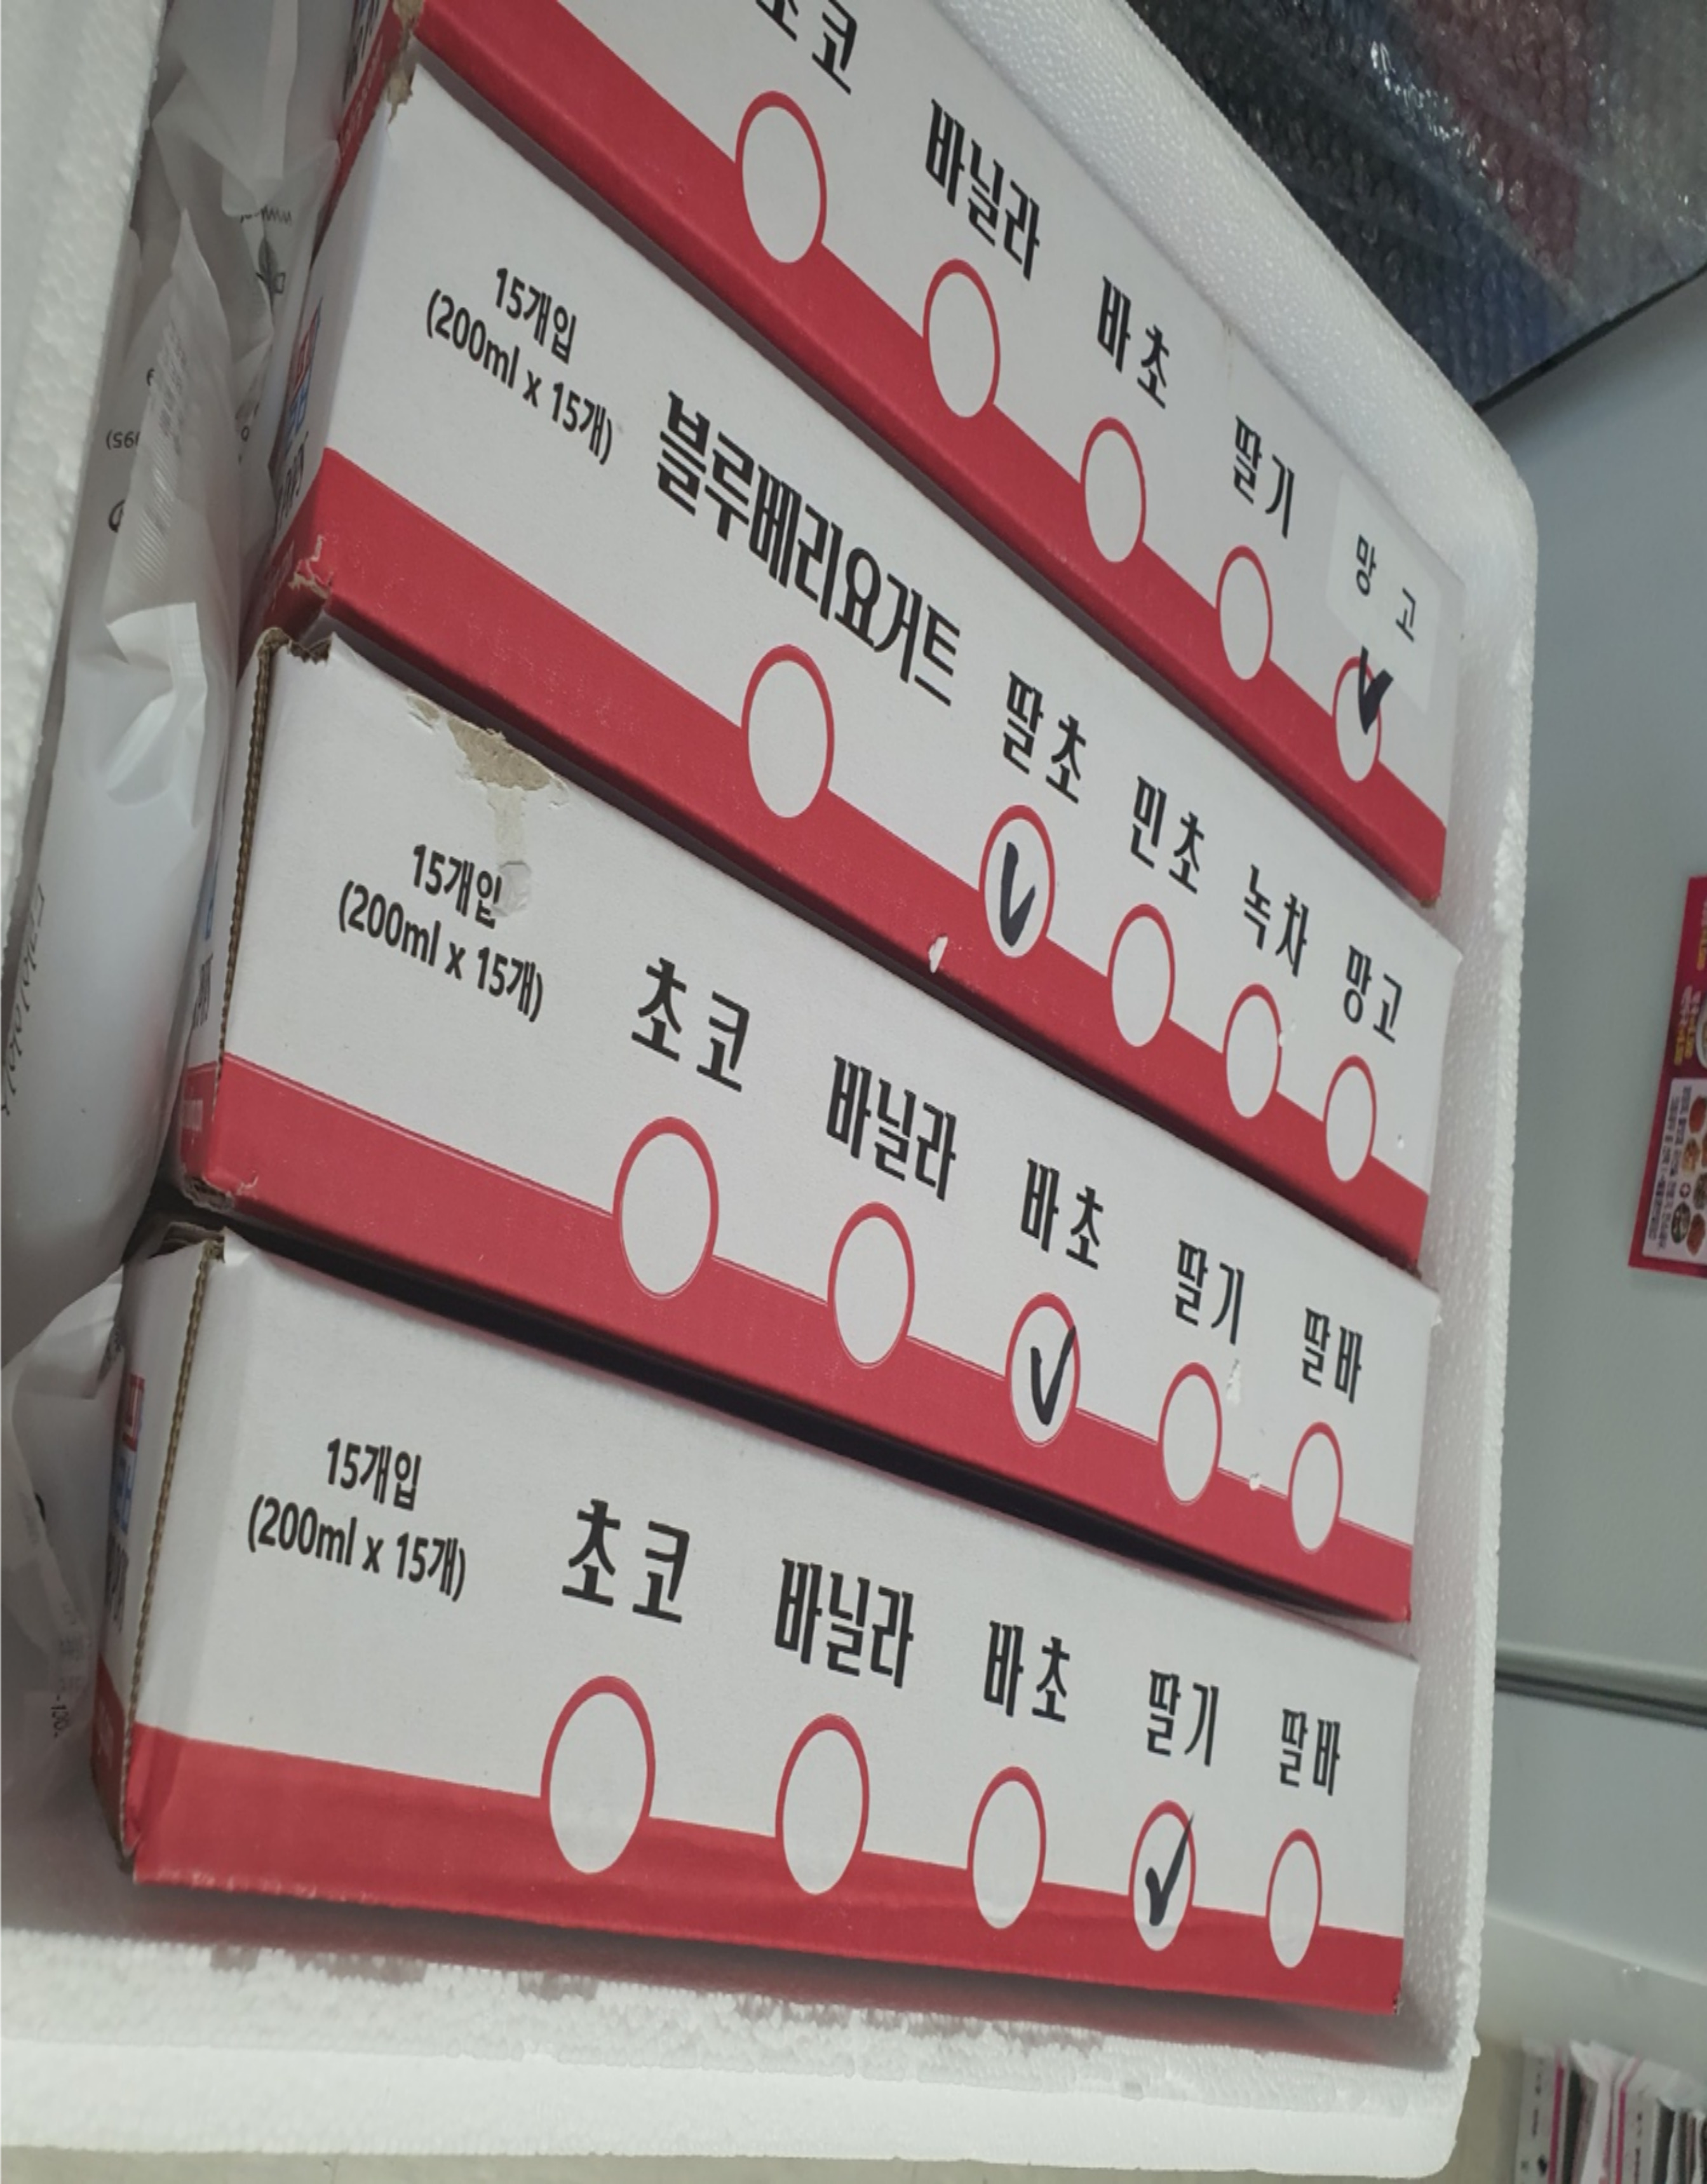 초코 바닐라 바초 딸기 망고
15개입
(200ml x 15개)
블루베리요거트 딸초 민초 녹차 망고
15개입
(200ml x 15개)
초코 바닐라 바초 딸기 딸바
15개입
(200ml x 15개)
초코 바닐라 바초 딸기 딸바